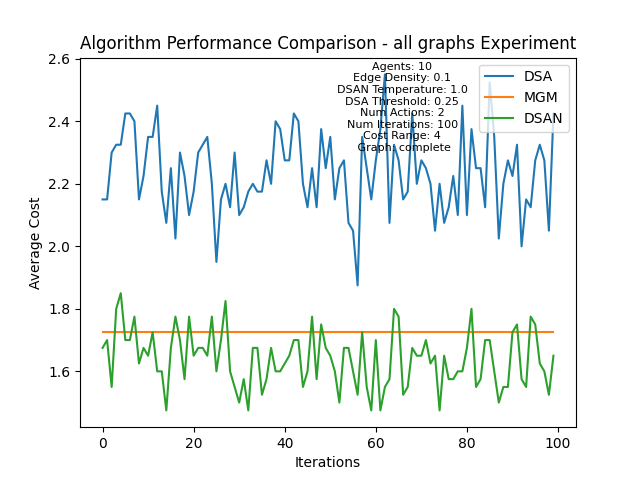 Algorithm Performance Comparison - all graphs Experiment
Agents: 10
Edge Density: 0.1
DSAN Temperature: 1.0
DSA Threshold: 0.25
Num Actions: 2
Num Iterations: 100
Cost Range: 4
Graph: complete
DSA
MGM
DSAN
2.6
2.4
2.2
2.0
1.8
1.6
Average Cost
0 20 40 60 80 100
Iterations